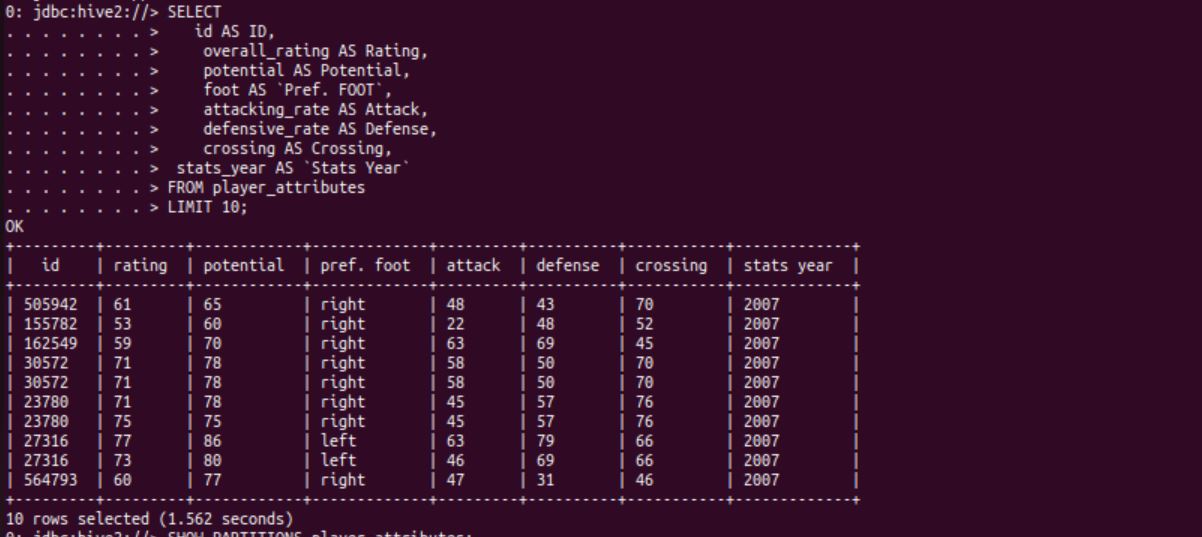 0: jdbc:hive2://> SELECT
. . . . . . . . >    id AS ID,
. . . . . . . . >     overall_rating AS Rating,
. . . . . . . . >     potential AS Potential,
. . . . . . . . >     foot AS `Pref. FOOT`,
. . . . . . . . >     attacking_rate AS Attack,
. . . . . . . . >     defensive_rate AS Defense,
. . . . . . . . >     crossing AS Crossing,
. . . . . . . . >  stats_year AS `Stats Year`
. . . . . . . . > FROM player_attributes
. . . . . . . . > LIMIT 10;
OK
+---------+---------+------------+-------------+---------+----------+-----------+-------------+
|   id    | rating  | potential  | pref. foot  | attack  | defense  | crossing  | stats year  |
+---------+---------+------------+-------------+---------+----------+-----------+-------------+
| 505942  | 61      | 65         | right       | 48      | 43       | 70        | 2007        |
| 155782  | 53      | 60         | right       | 22      | 48       | 52        | 2007        |
| 162549  | 59      | 70         | right       | 63      | 69       | 45        | 2007        |
| 30572   | 71      | 78         | right       | 58      | 50       | 70        | 2007        |
| 30572   | 71      | 78         | right       | 58      | 50       | 70        | 2007        |
| 23780   | 71      | 78         | right       | 45      | 57       | 76        | 2007        |
| 23780   | 75      | 75         | right       | 45      | 57       | 76        | 2007        |
| 27316   | 77      | 86         | left        | 63      | 79       | 66        | 2007        |
| 27316   | 73      | 80         | left        | 46      | 69       | 66        | 2007        |
| 564793  | 60      | 77         | right       | 47      | 31       | 46        | 2007        |
+---------+---------+------------+-------------+---------+----------+-----------+-------------+
10 rows selected (1.562 seconds)
0: jdbc:hive2://> SHOW PARTITIONS player_attributes;